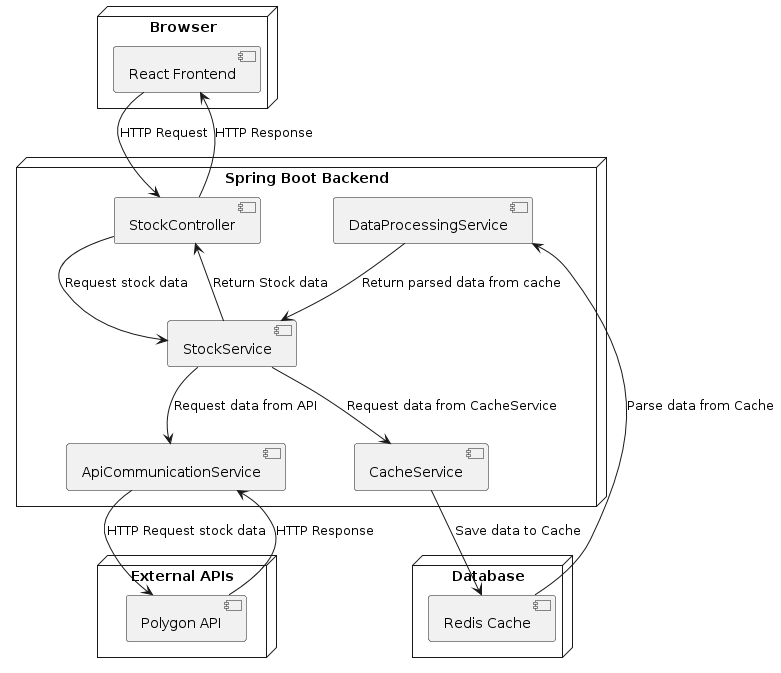 Browser
React Frontend
HTTP Request
HTTP Response
Spring Boot Backend
StockController
DataProcessingService
Request stock data
Return Stock data
Return parsed data from cache
StockService
Request data from API
Request data from CacheService
Parse data from Cache
ApiCommunicationService
CacheService
HTTP Request stock data
HTTP Response
Save data to Cache
External APIs
Database
Polygon API
Redis Cache